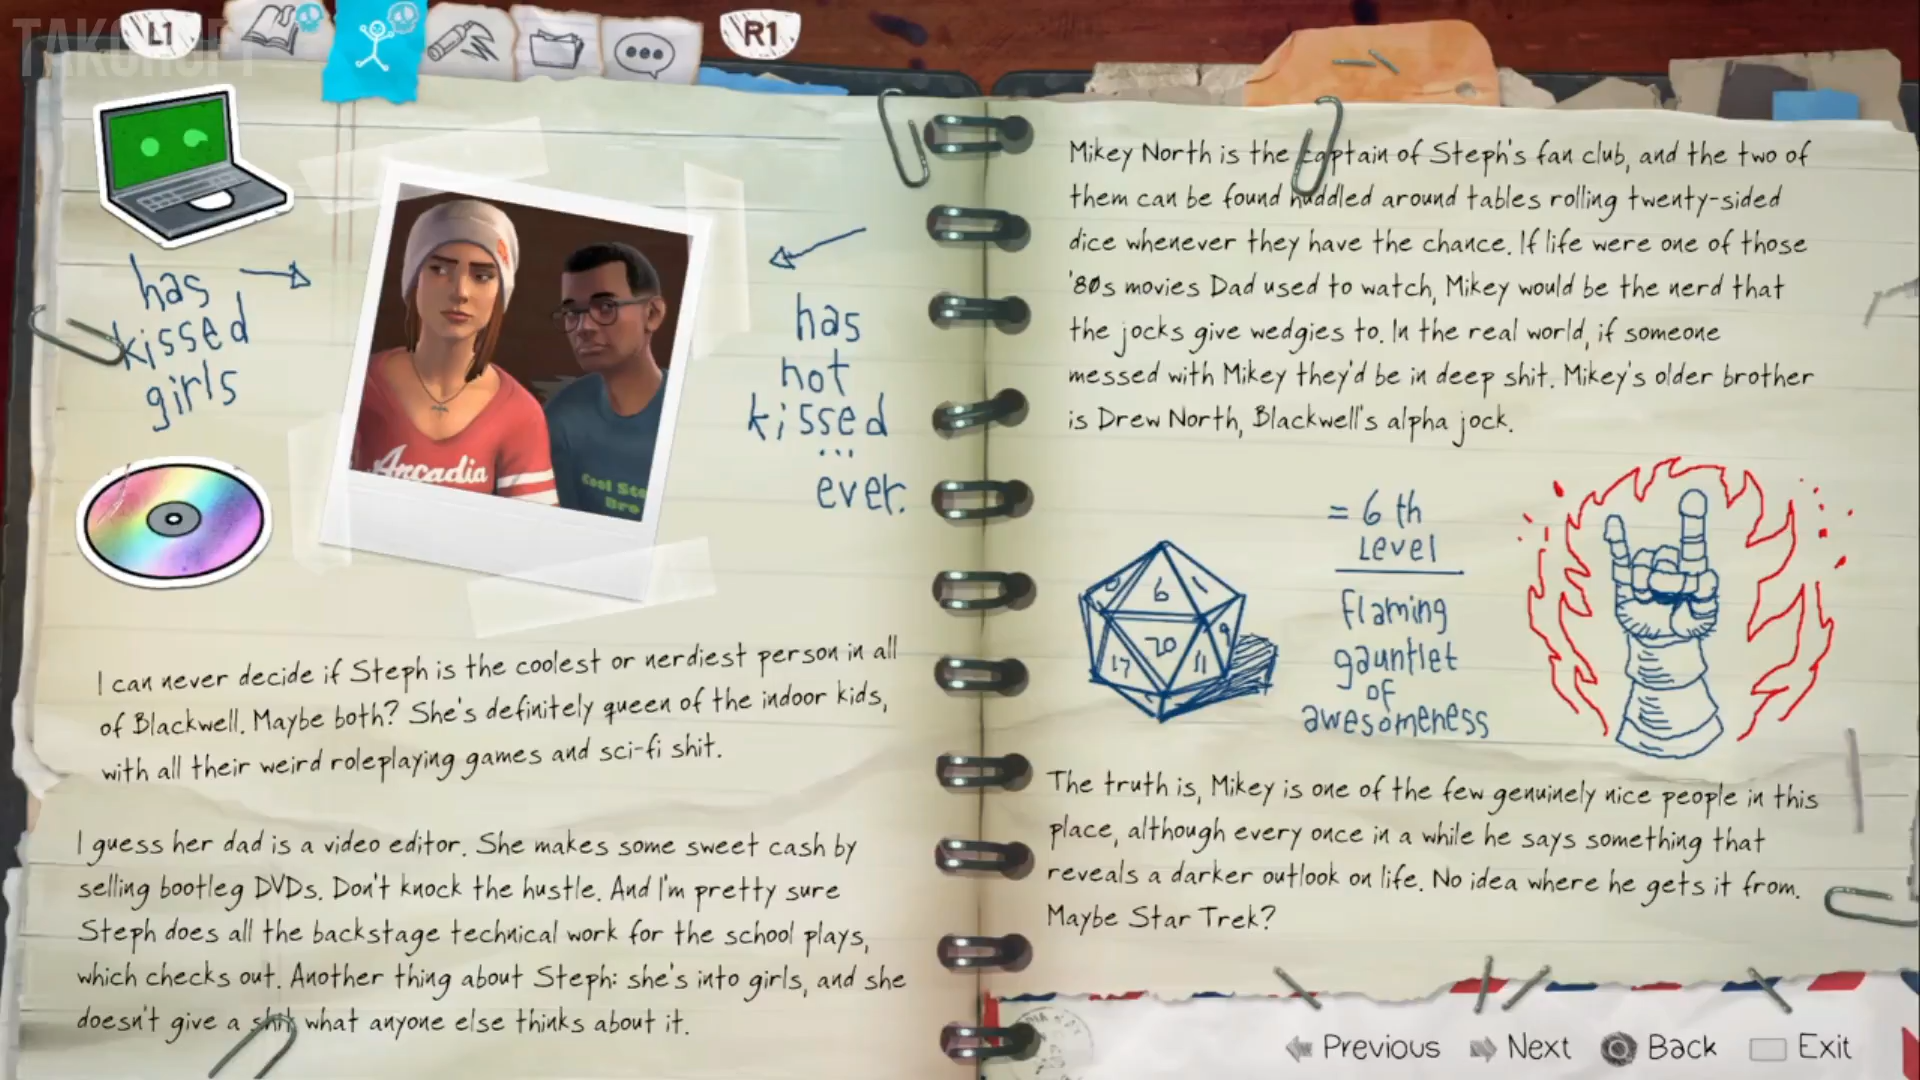 TAKOROFT
L1
R1
has
kissed
girls
has
not
kissed
...
ever.
Arcadia
Cool Sto
Bro
I can never decide if Steph is the coolest or nerdiest person in all
of Blackwell. Maybe both? She's definitely queen of the indoor kids,
with all their weird roleplaying games and sci-fi shit.
I guess her dad is a video editor. She makes some sweet cash by
selling bootleg DVDs. Don't knock the hustle. And I'm pretty sure
Steph does all the backstage technical work for the school plays,
which checks out. Another thing about Steph: she's into girls, and she
doesn't give a shit what anyone else thinks about it.
Mikey North is the captain of Steph's fan club, and the two of
them can be found huddled around tables rolling twenty-sided
dice whenever they have the chance. If life were one of those
'80s movies Dad used to watch, Mikey would be the nerd that
the jocks give wedgies to. In the real world, if someone
messed with Mikey they'd be in deep shit. Mikey's older brother
is Drew North, Blackwell's alpha jock.
6
1
20
9
17
11
= 6th
Level
Flaming
gauntlet
of
awesomeness
The truth is, Mikey is one of the few genuinely nice people in this
place, although every once in a while he says something that
reveals a darker outlook on life. No idea where he gets it from.
Maybe Star Trek?
Previous Next Back Exit